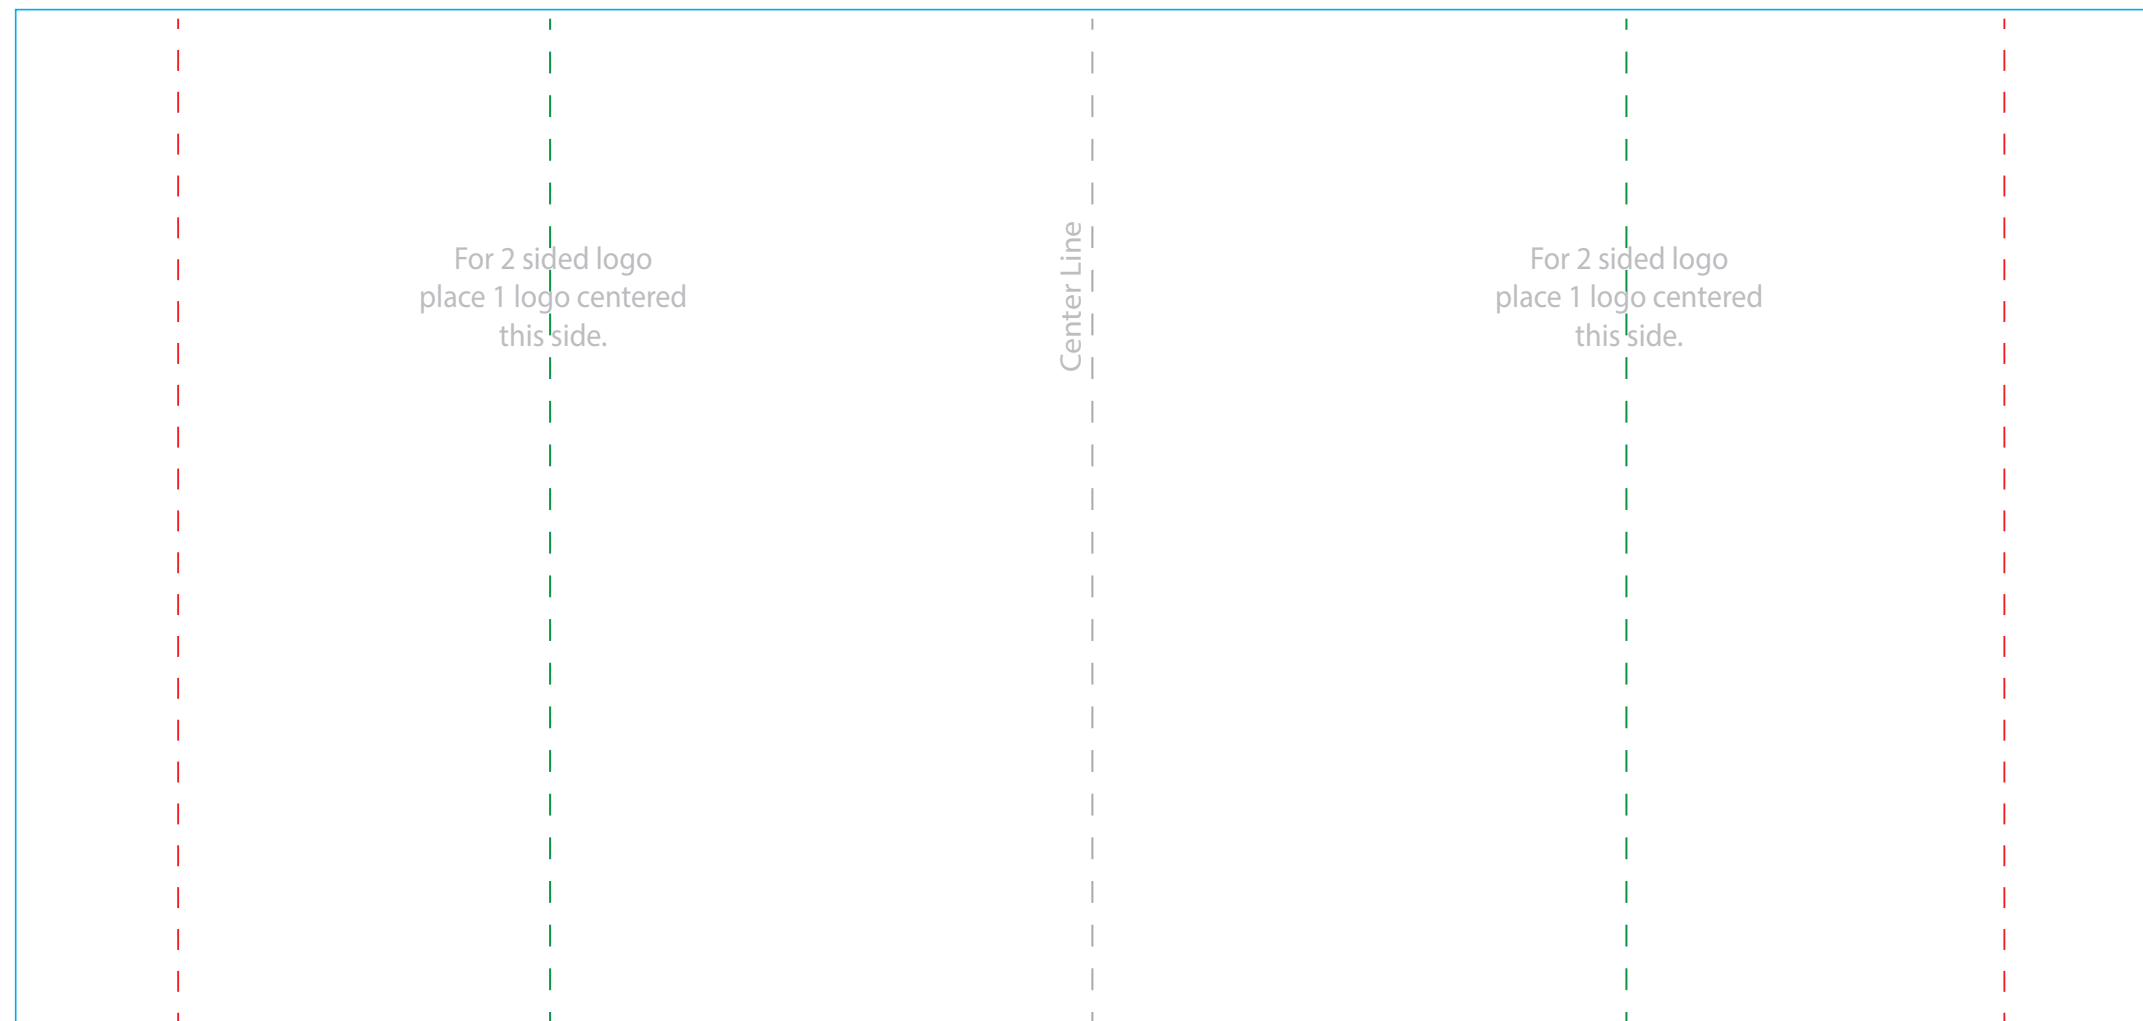 For 2 sided logo
place 1 logo centered
this side.
Center Line
For 2 sided logo
place 1 logo centered
this side.